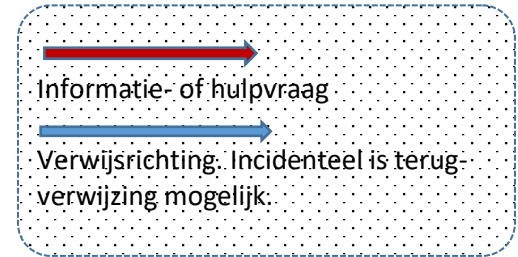 Informatie- of hulpvraag
Verwijsrichting. Incidenteel is terug-
verwijzing mogelijk.